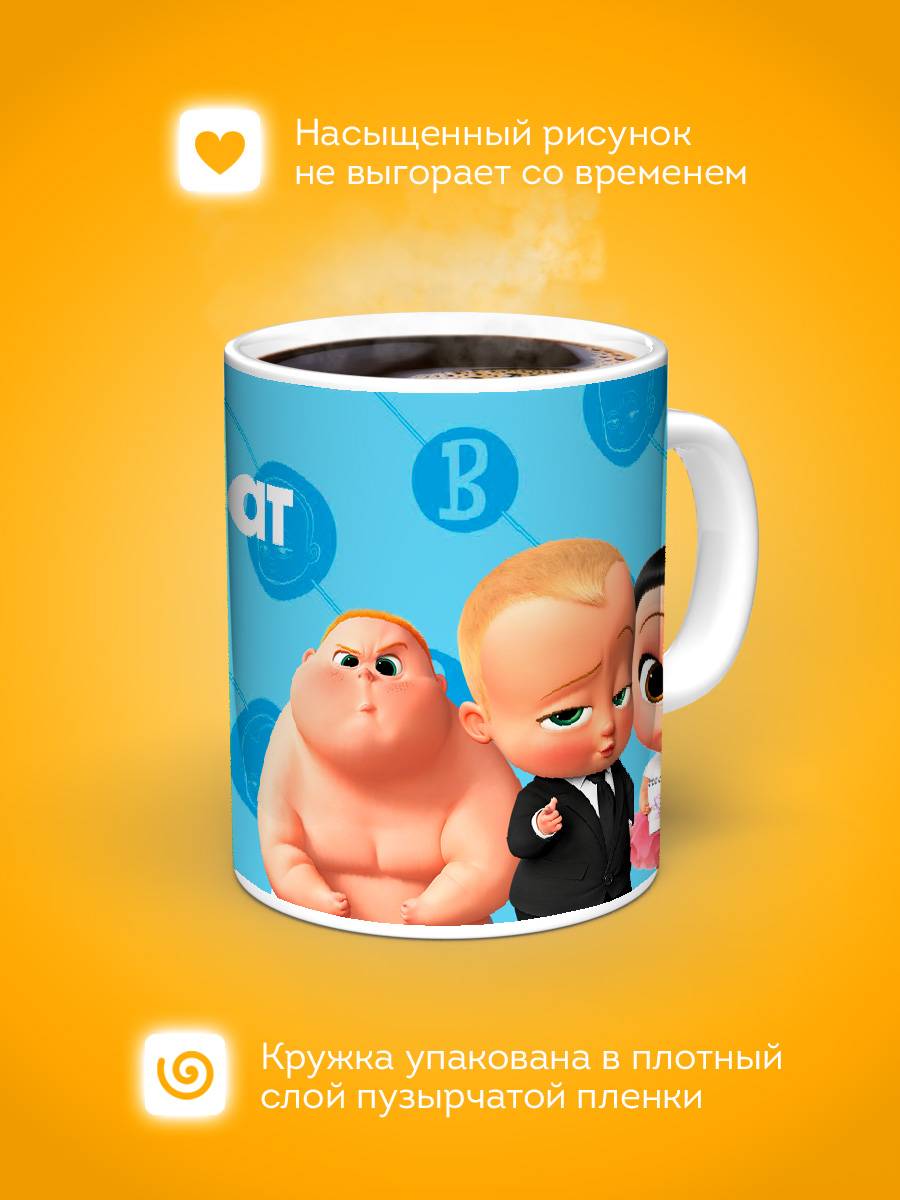 Насыщенный рисунок
не выгорает со временем
B
ат
Кружка упакована в плотный
слой пузырчатой пленки